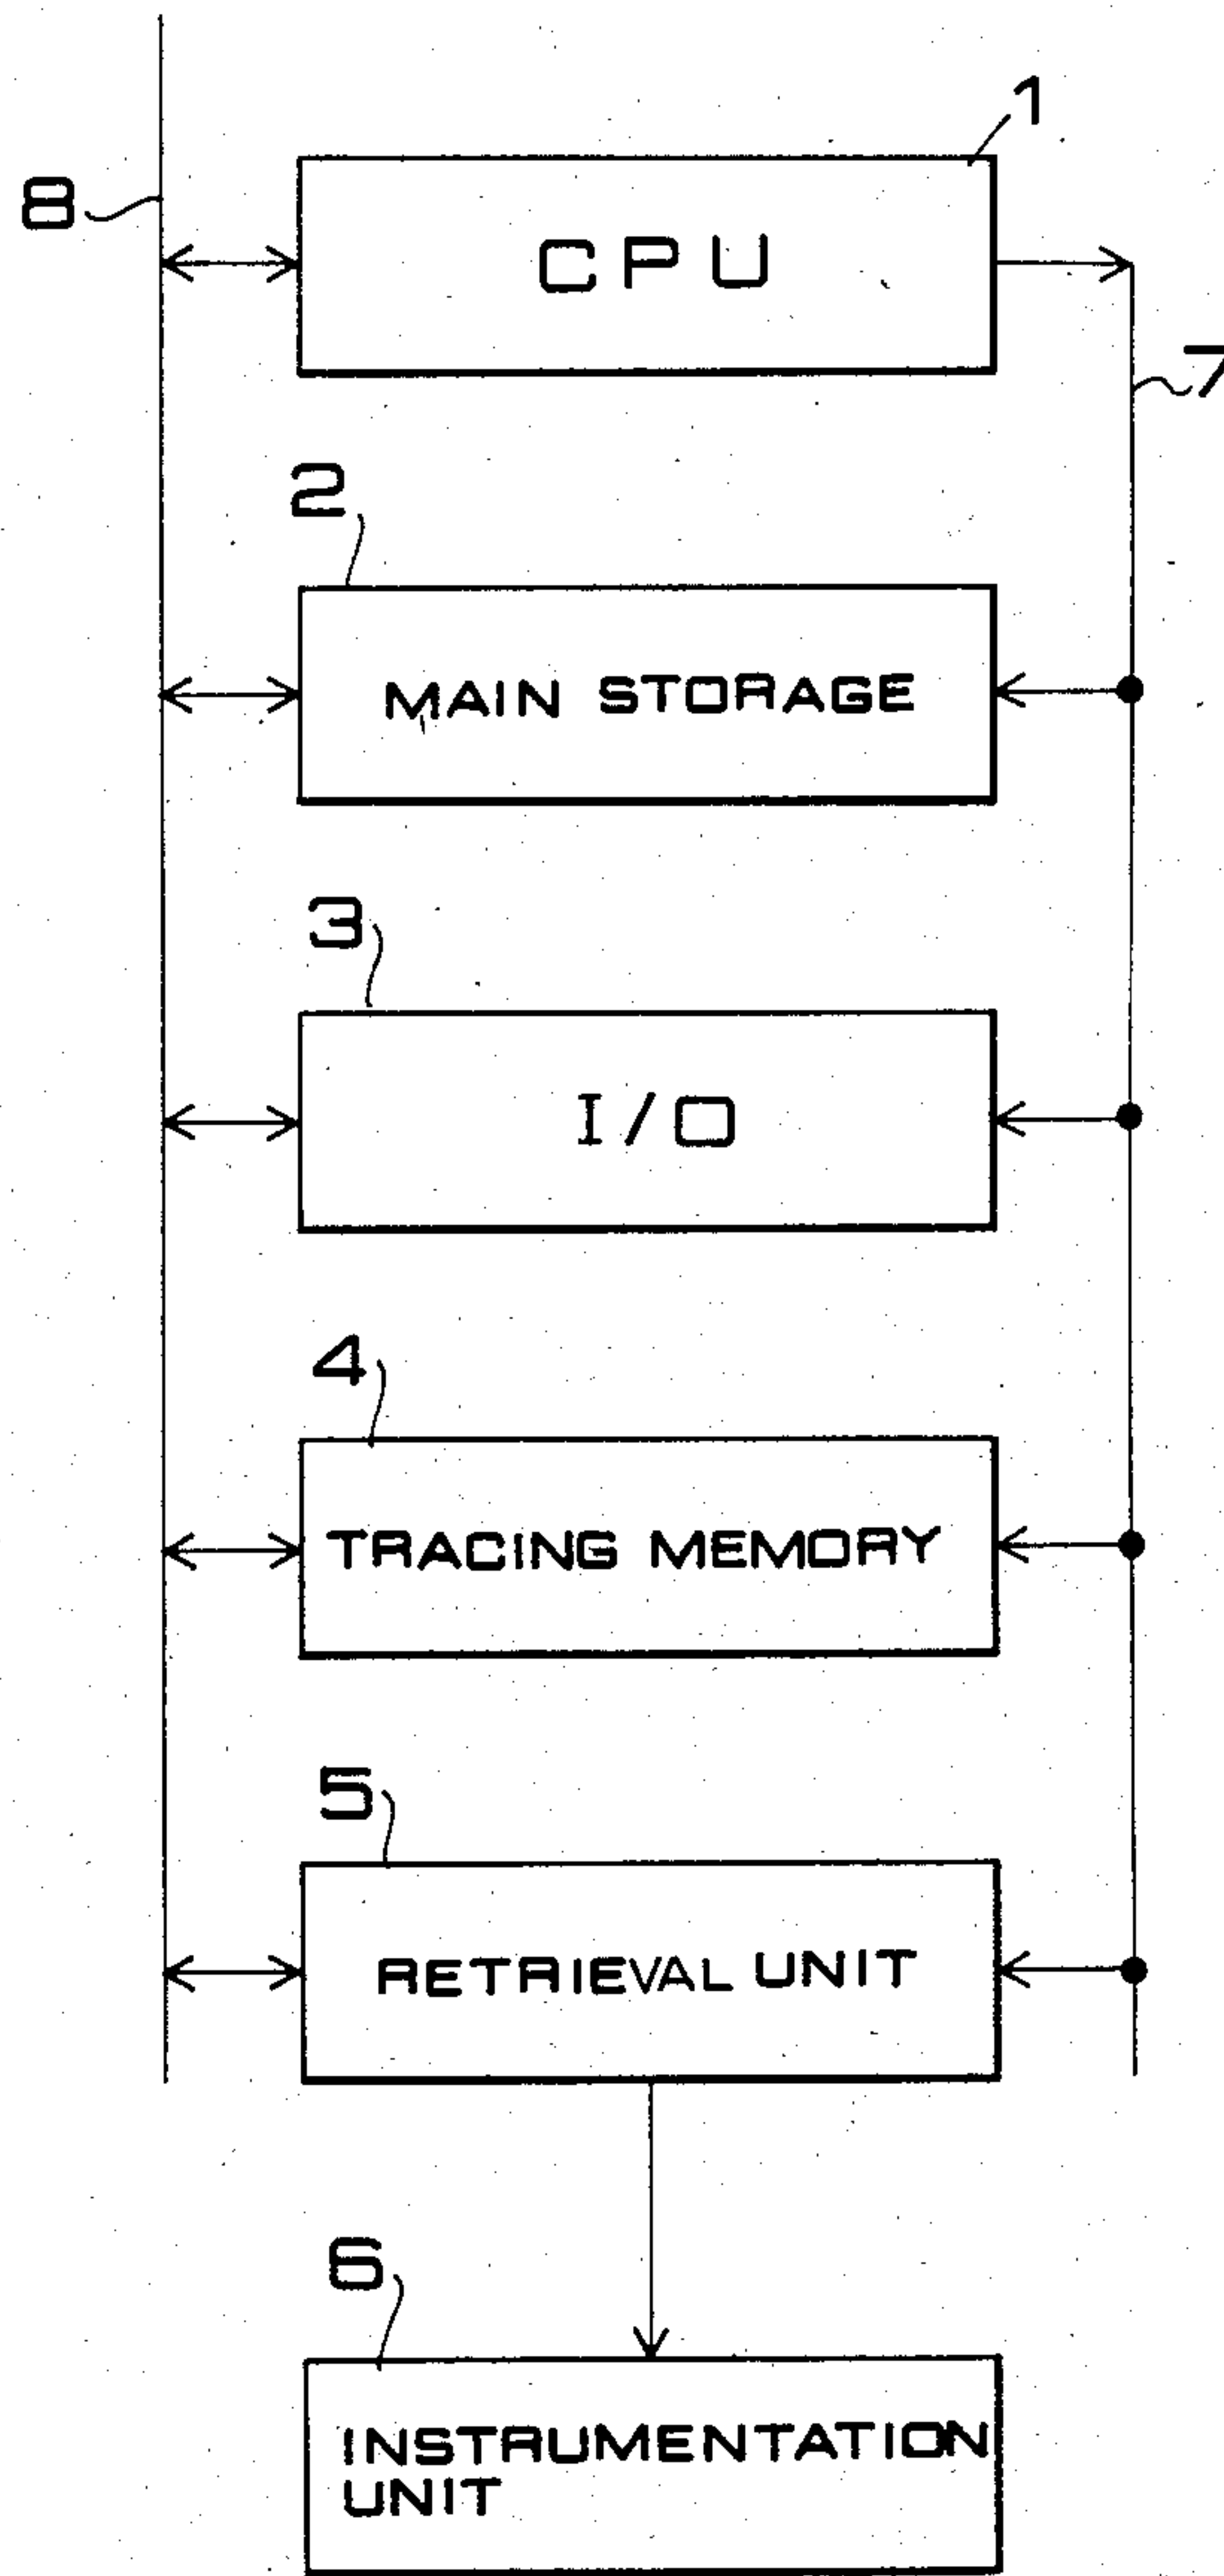 1
8
CPU
7
2
MAIN STORAGE
3
I/O
4
TRACING MEMORY
5
RETRIEVAL UNIT
6
INSTRUMENTATION
UNIT